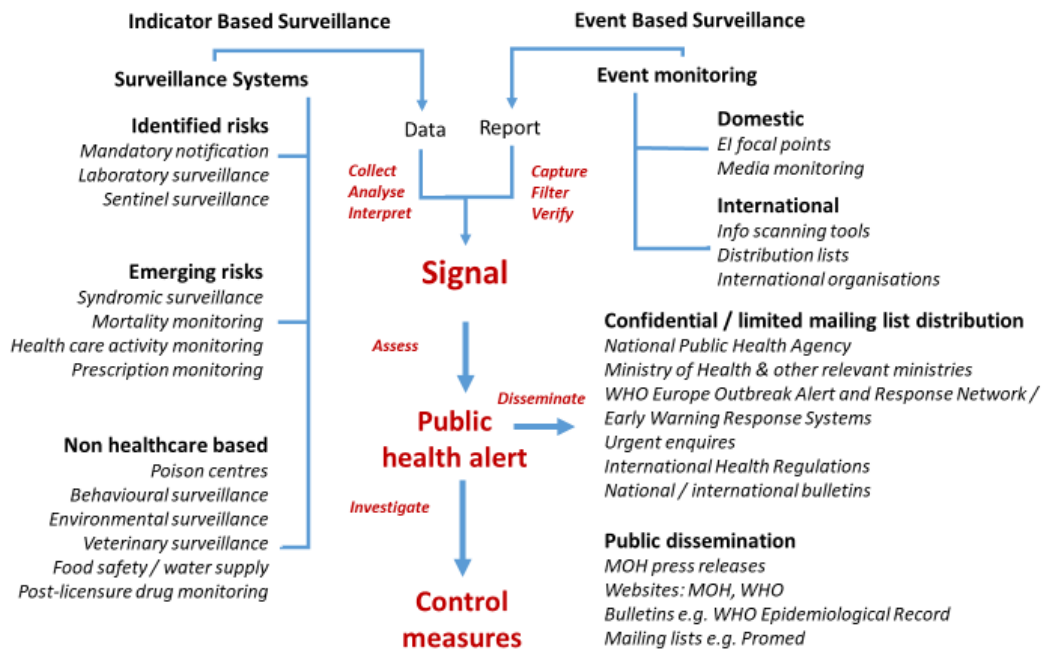 Indicator Based Surveillance
Event Based Surveillance
Surveillance Systems
Event monitoring
Identified risks
Mandatory notification
Laboratory surveillance
Sentinel surveillance
Emerging risks
Syndromic surveillance
Mortality monitoring
Health care activity monitoring
Prescription monitoring
Non healthcare based
Poison centres
Behavioural surveillance
Environmental surveillance
Veterinary surveillance
Food safety / water supply
Post-licensure drug monitoring
Data
Report
Collect
Analyse
Interpret
Capture
Filter
Verify
Signal
Assess
Public
health alert
Disseminate
Investigate
Control
measures
Domestic
EI focal points
Media monitoring
International
Info scanning tools
Distribution lists
International organisations
Confidential / limited mailing list distribution
National Public Health Agency
Ministry of Health & other relevant ministries
WHO Europe Outbreak Alert and Response Network /
Early Warning Response Systems
Urgent enquires
International Health Regulations
National / international bulletins
Public dissemination
MOH press releases
Websites: MOH, WHO
Bulletins e.g. WHO Epidemiological Record
Mailing lists e.g. Promed